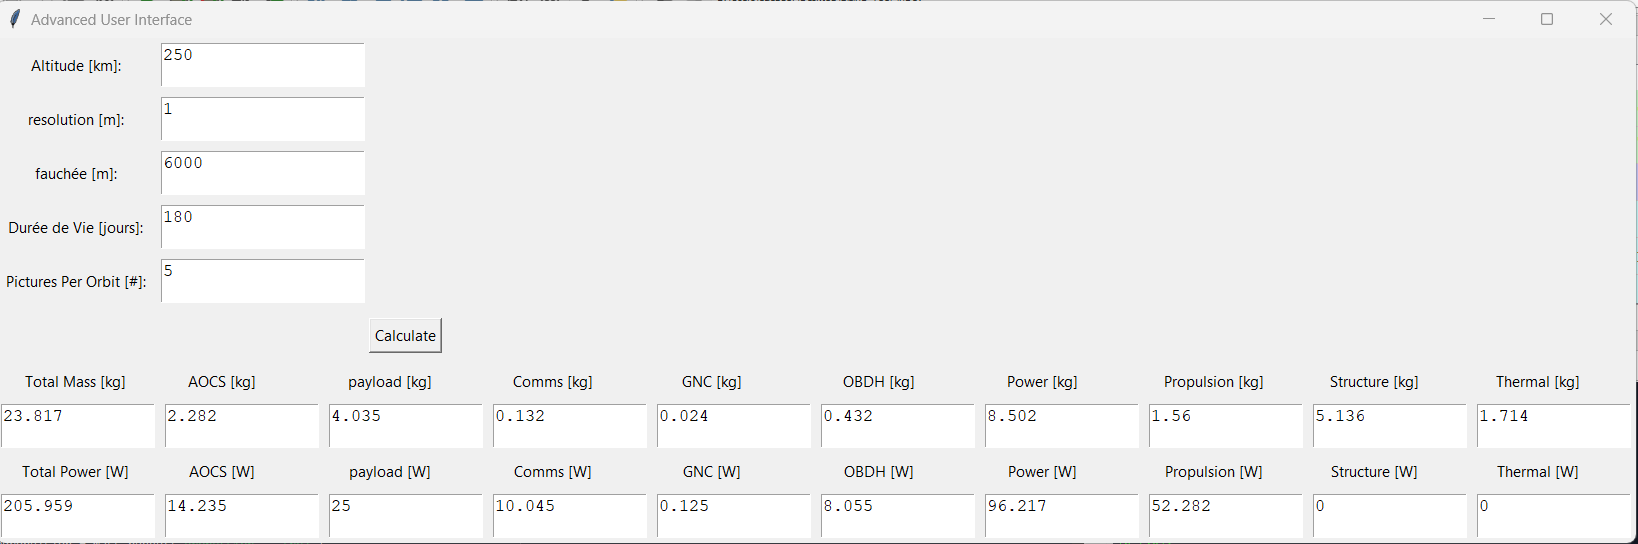 Advanced User Interface
Altitude [km]: 250
resolution [m]: 1
fauchée [m]: 6000
Durée de Vie [jours]: 180
Pictures Per Orbit [#]: 5
Calculate
Total Mass [kg] AOCS [kg] payload [kg] Comms [kg] GNC [kg] OBDH [kg] Power [kg] Propulsion [kg] Structure [kg] Thermal [kg]
23.817 2.282 4.035 0.132 0.024 0.432 8.502 1.56 5.136 1.714
Total Power [W] AOCS [W] payload [W] Comms [W] GNC [W] OBDH [W] Power [W] Propulsion [W] Structure [W] Thermal [W]
205.959 14.235 25 10.045 0.125 8.055 96.217 52.282 0 0